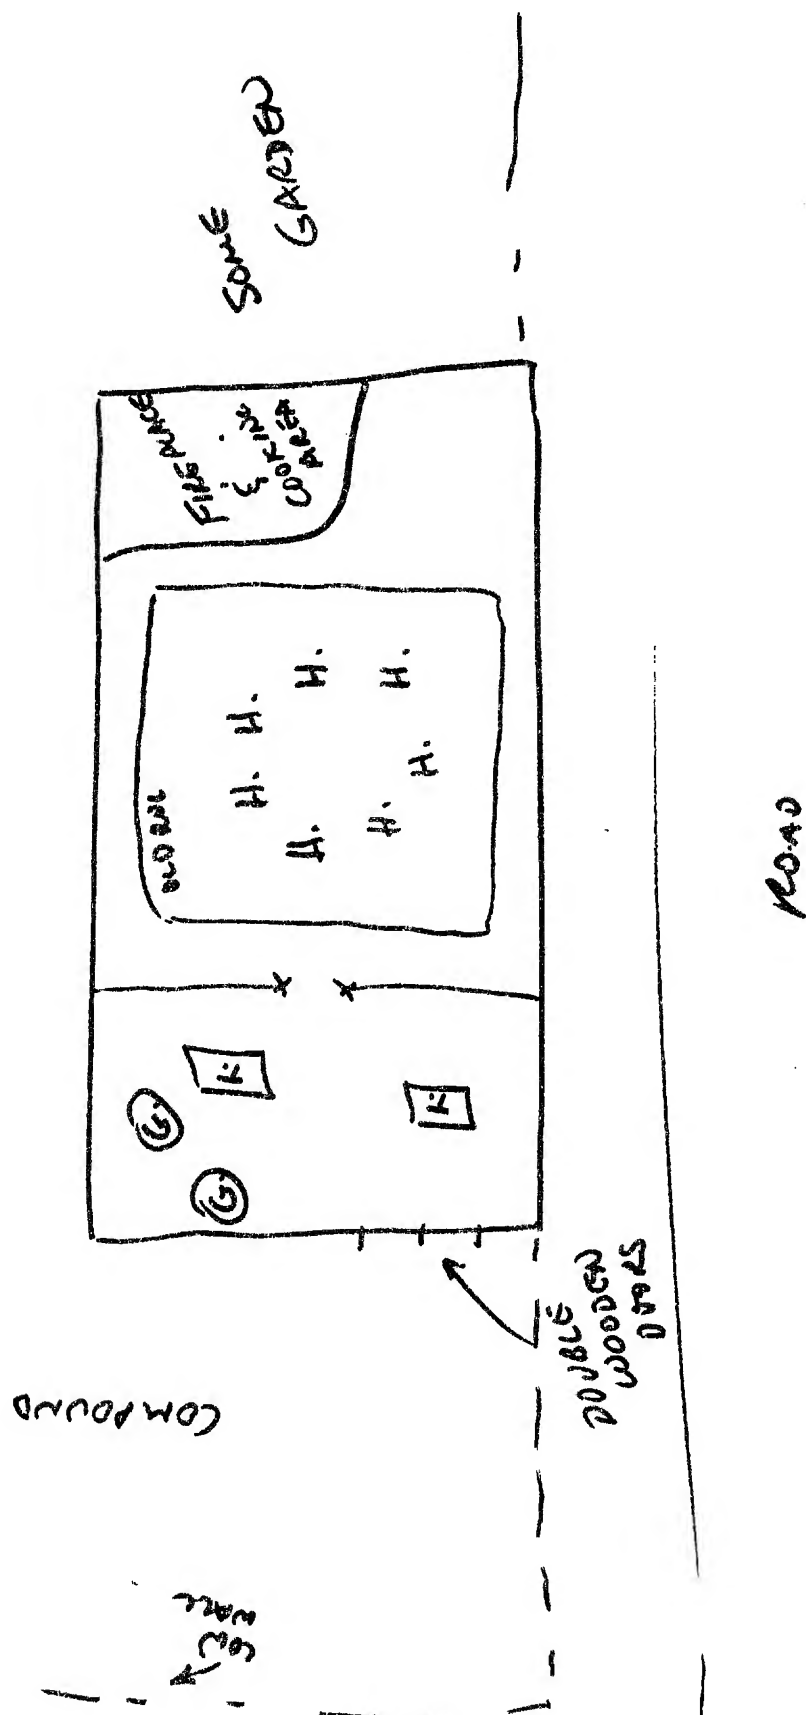 SOME
GARDEN
FIREPLACE
&
COOKING
AREA
H.
H.
H.
H.
H.
H.
H.
H.
K
K
G
G
DOUBLE
WOODEN
DOORS
COMPOUND
LOW
WALL
ROAD